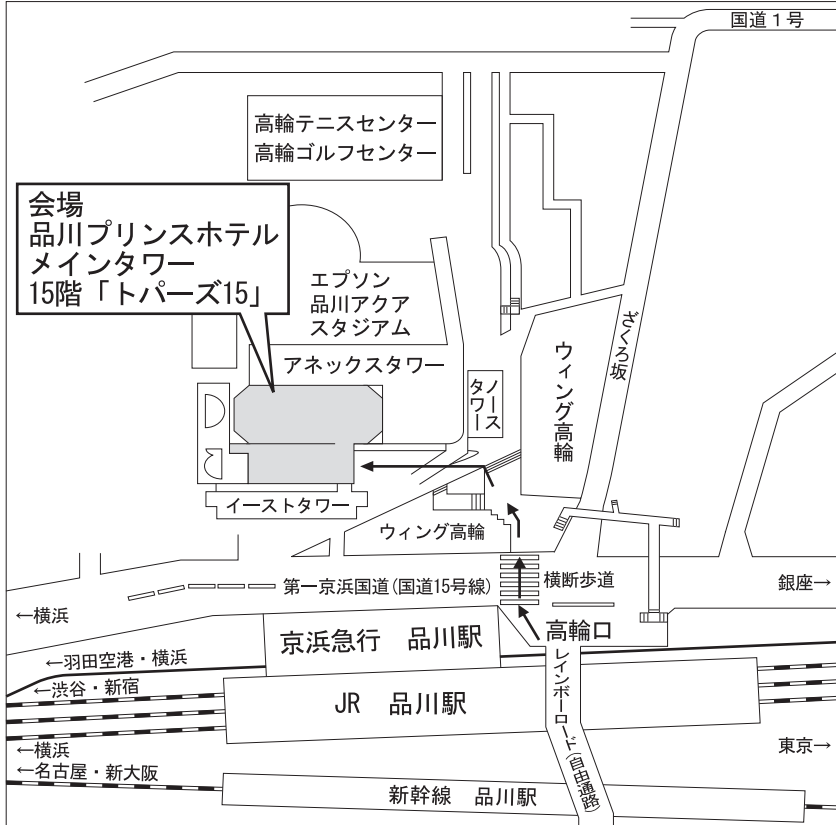 国道１号
高輪テニスセンター
高輪ゴルフセンター
会場
品川プリンスホテル
メインタワー
15階「トパーズ15」
エプソン
品川アクア
スタジアム
アネックスタワー
ノース
タワー
ウィング高輪
ざくろ坂
イーストタワー
ウィング高輪
第一京浜国道(国道15号線)
横断歩道
銀座→
←横浜
京浜急行　品川駅
高輪口
←羽田空港・横浜
←渋谷・新宿
JR　品川駅
レインボーロード(自由通路)
←横浜
東京→
←名古屋・新大阪
新幹線　品川駅